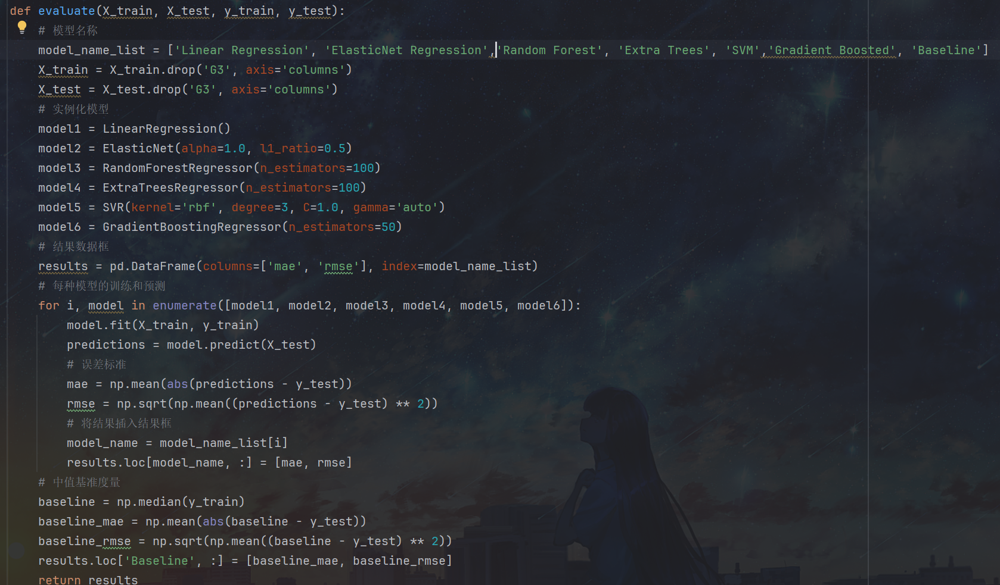 def evaluate(X_train, X_test, y_train, y_test):
    # 模型名称
    model_name_list = ['Linear Regression', 'ElasticNet Regression','Random Forest', 'Extra Trees', 'SVM','Gradient Boosted', 'Baseline']
    X_train = X_train.drop('G3', axis='columns')
    X_test = X_test.drop('G3', axis='columns')
    # 实例化模型
    model1 = LinearRegression()
    model2 = ElasticNet(alpha=1.0, l1_ratio=0.5)
    model3 = RandomForestRegressor(n_estimators=100)
    model4 = ExtraTreesRegressor(n_estimators=100)
    model5 = SVR(kernel='rbf', degree=3, C=1.0, gamma='auto')
    model6 = GradientBoostingRegressor(n_estimators=50)
    # 结果数据框
    results = pd.DataFrame(columns=['mae', 'rmse'], index=model_name_list)
    # 每种模型的训练和预测
    for i, model in enumerate([model1, model2, model3, model4, model5, model6]):
        model.fit(X_train, y_train)
        predictions = model.predict(X_test)
        # 误差标准
        mae = np.mean(abs(predictions - y_test))
        rmse = np.sqrt(np.mean((predictions - y_test) ** 2))
        # 将结果插入结果框
        model_name = model_name_list[i]
        results.loc[model_name, :] = [mae, rmse]
    # 中值基准度量
    baseline = np.median(y_train)
    baseline_mae = np.mean(abs(baseline - y_test))
    baseline_rmse = np.sqrt(np.mean((baseline - y_test) ** 2))
    results.loc['Baseline', :] = [baseline_mae, baseline_rmse]
    return results